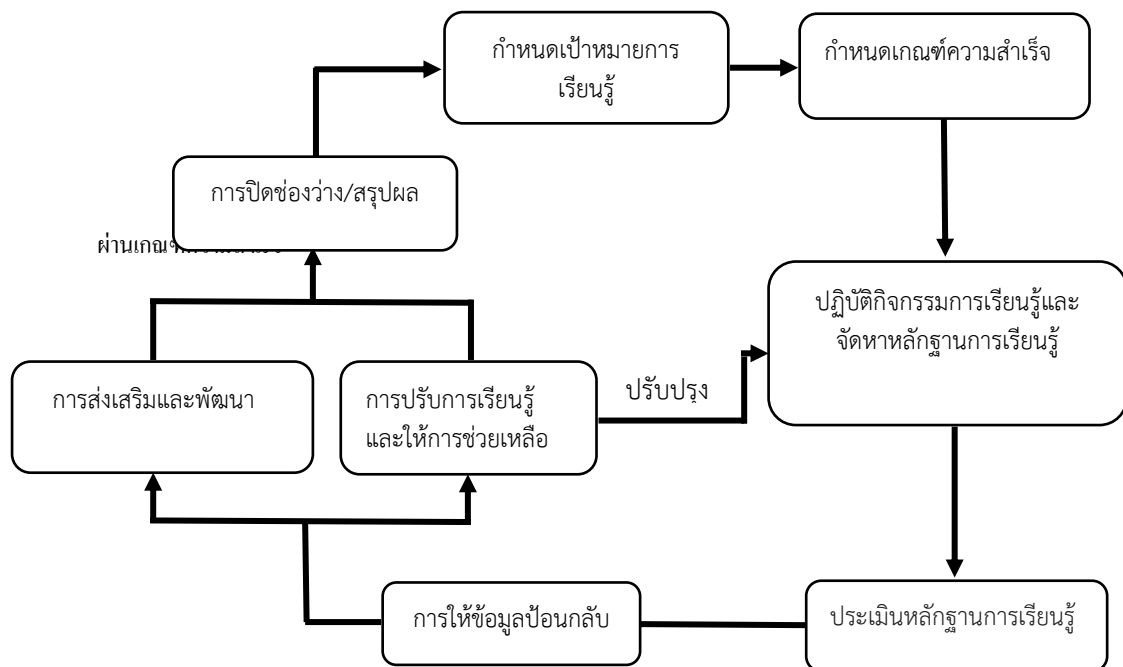 กำหนดเป้าหมายการ
เรียนรู้
กำหนดเกณฑ์ความสำเร็จ
การปิดช่องว่าง/สรุปผล
ผ่านเกณฑ์
ปฏิบัติกิจกรรมการเรียนรู้และ
จัดหาหลักฐานการเรียนรู้
การส่งเสริมและพัฒนา
การปรับการเรียนรู้
และให้การช่วยเหลือ
ปรับปรุง
การให้ข้อมูลป้อนกลับ
ประเมินหลักฐานการเรียนรู้